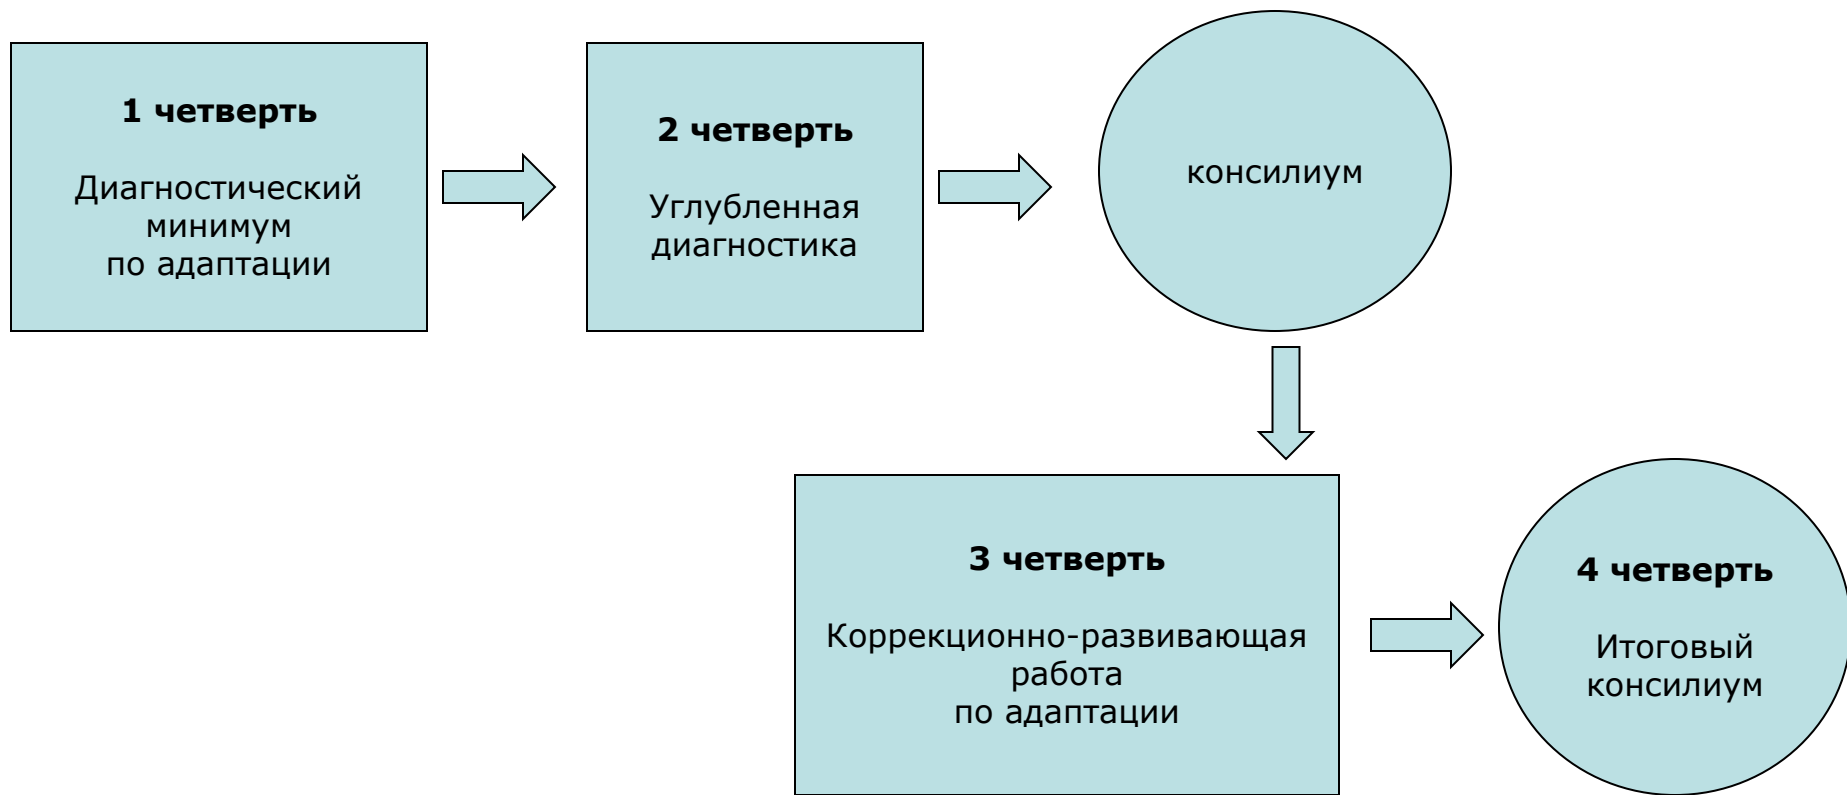 1 четверть
Диагностический
минимум
по адаптации
2 четверть
Углубленная
диагностика
консилиум
3 четверть
Коррекционно-развивающая
работа
по адаптации
4 четверть
Итоговый
консилиум